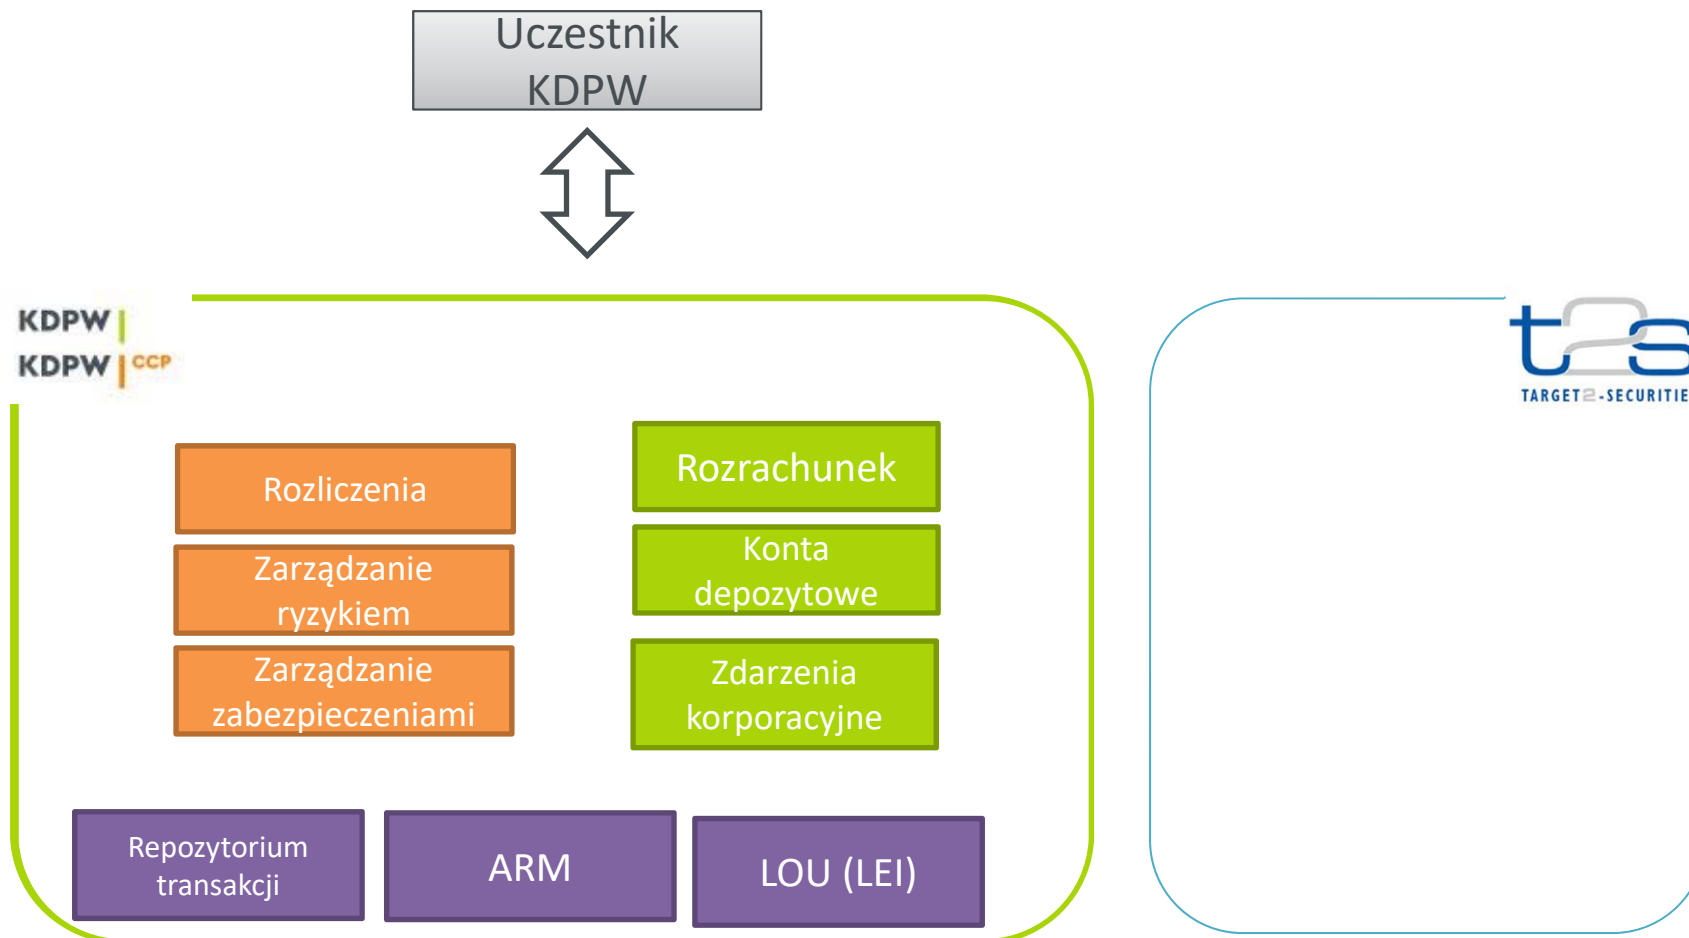 Uczestnik
KDPW
KDPW
KDPW CCP
t2s
TARGET2-SECURITIE
Rozliczenia
Zarządzanie
ryzykiem
Zarządzanie
zabezpieczeniami
Rozrachunek
Konta
depozytowe
Zdarzenia
korporacyjne
Repozytorium
transakcji
ARM
LOU (LEI)